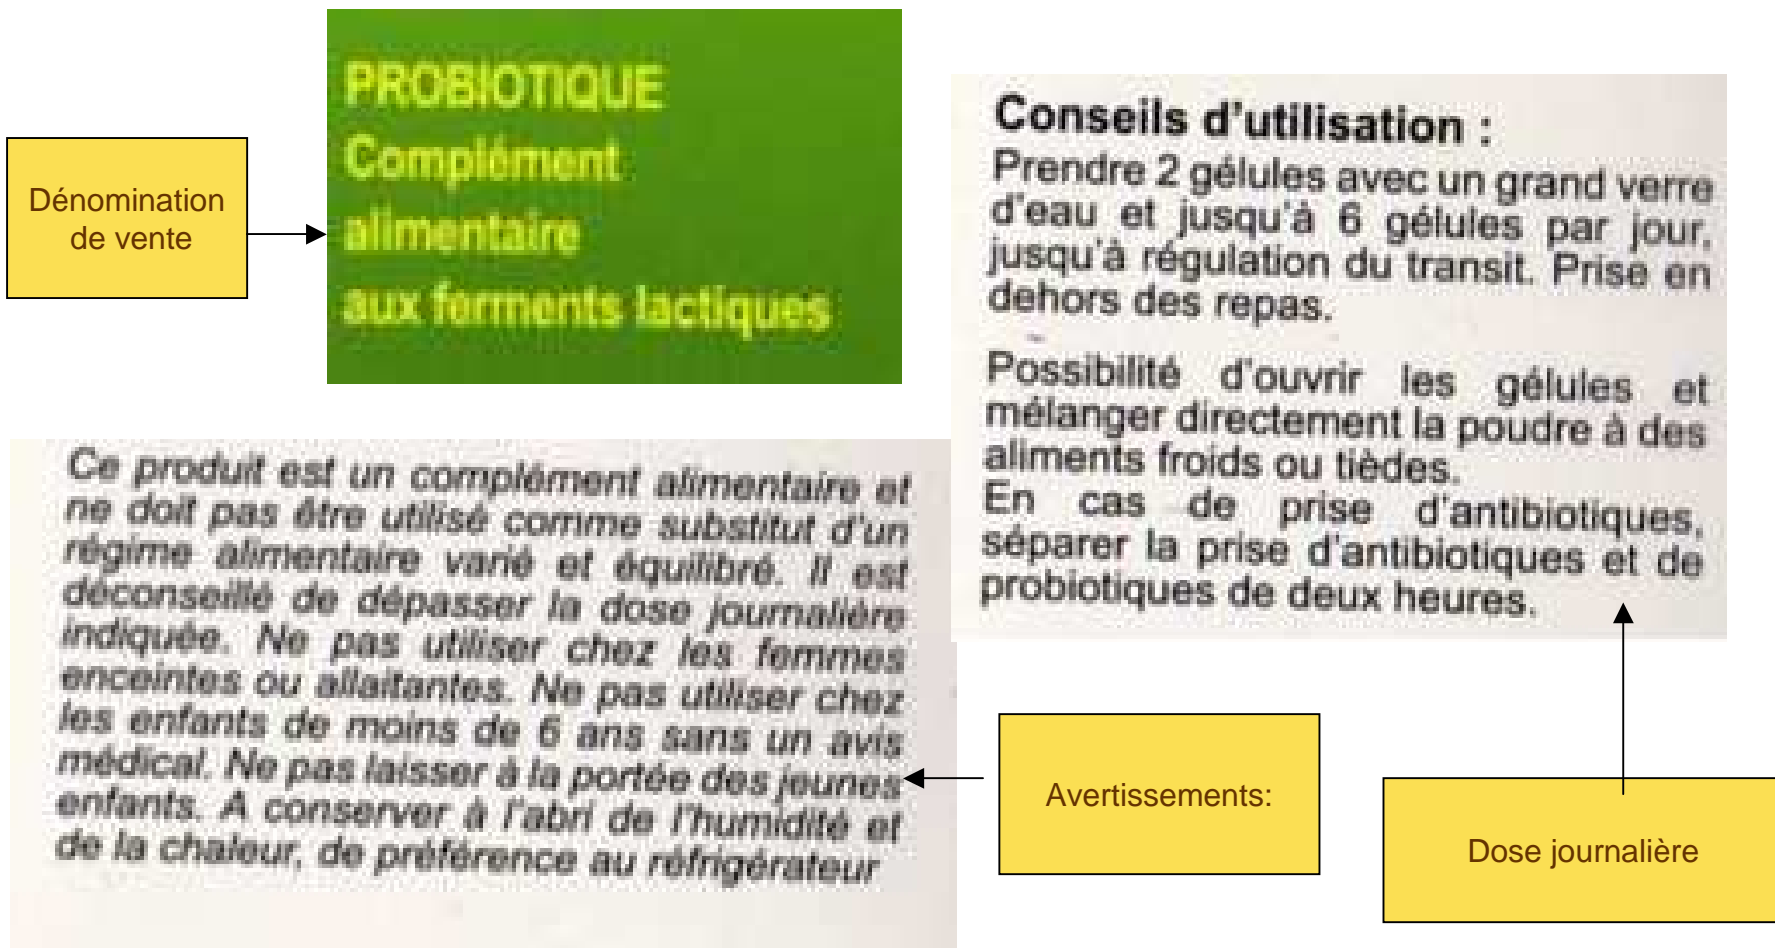 Dénomination
de vente
PROBIOTIQUE
Complément
alimentaire
aux ferments lactiques
Conseils d'utilisation :
Prendre 2 gélules avec un grand verre
d'eau et jusqu'à 6 gélules par jour,
jusqu'à régulation du transit. Prise en
dehors des repas.
Possibilité d'ouvrir les gélules et
mélanger directement la poudre à des
aliments froids ou tièdes.
En cas de prise d'antibiotiques,
séparer la prise d'antibiotiques et de
probiotiques de deux heures.
Ce produit est un complément alimentaire et
ne doit pas être utilisé comme substitut d'un
régime alimentaire varié et équilibré. Il est
déconseillé de dépasser la dose journalière
indiquée. Ne pas utiliser chez les femmes
enceintes ou allaitantes. Ne pas utiliser chez
les enfants de moins de 6 ans sans un avis
médical. Ne pas laisser à la portée des jeunes
enfants. A conserver à l'abri de l'humidité et
de la chaleur, de préférence au réfrigérateur
Avertissements:
Dose journalière